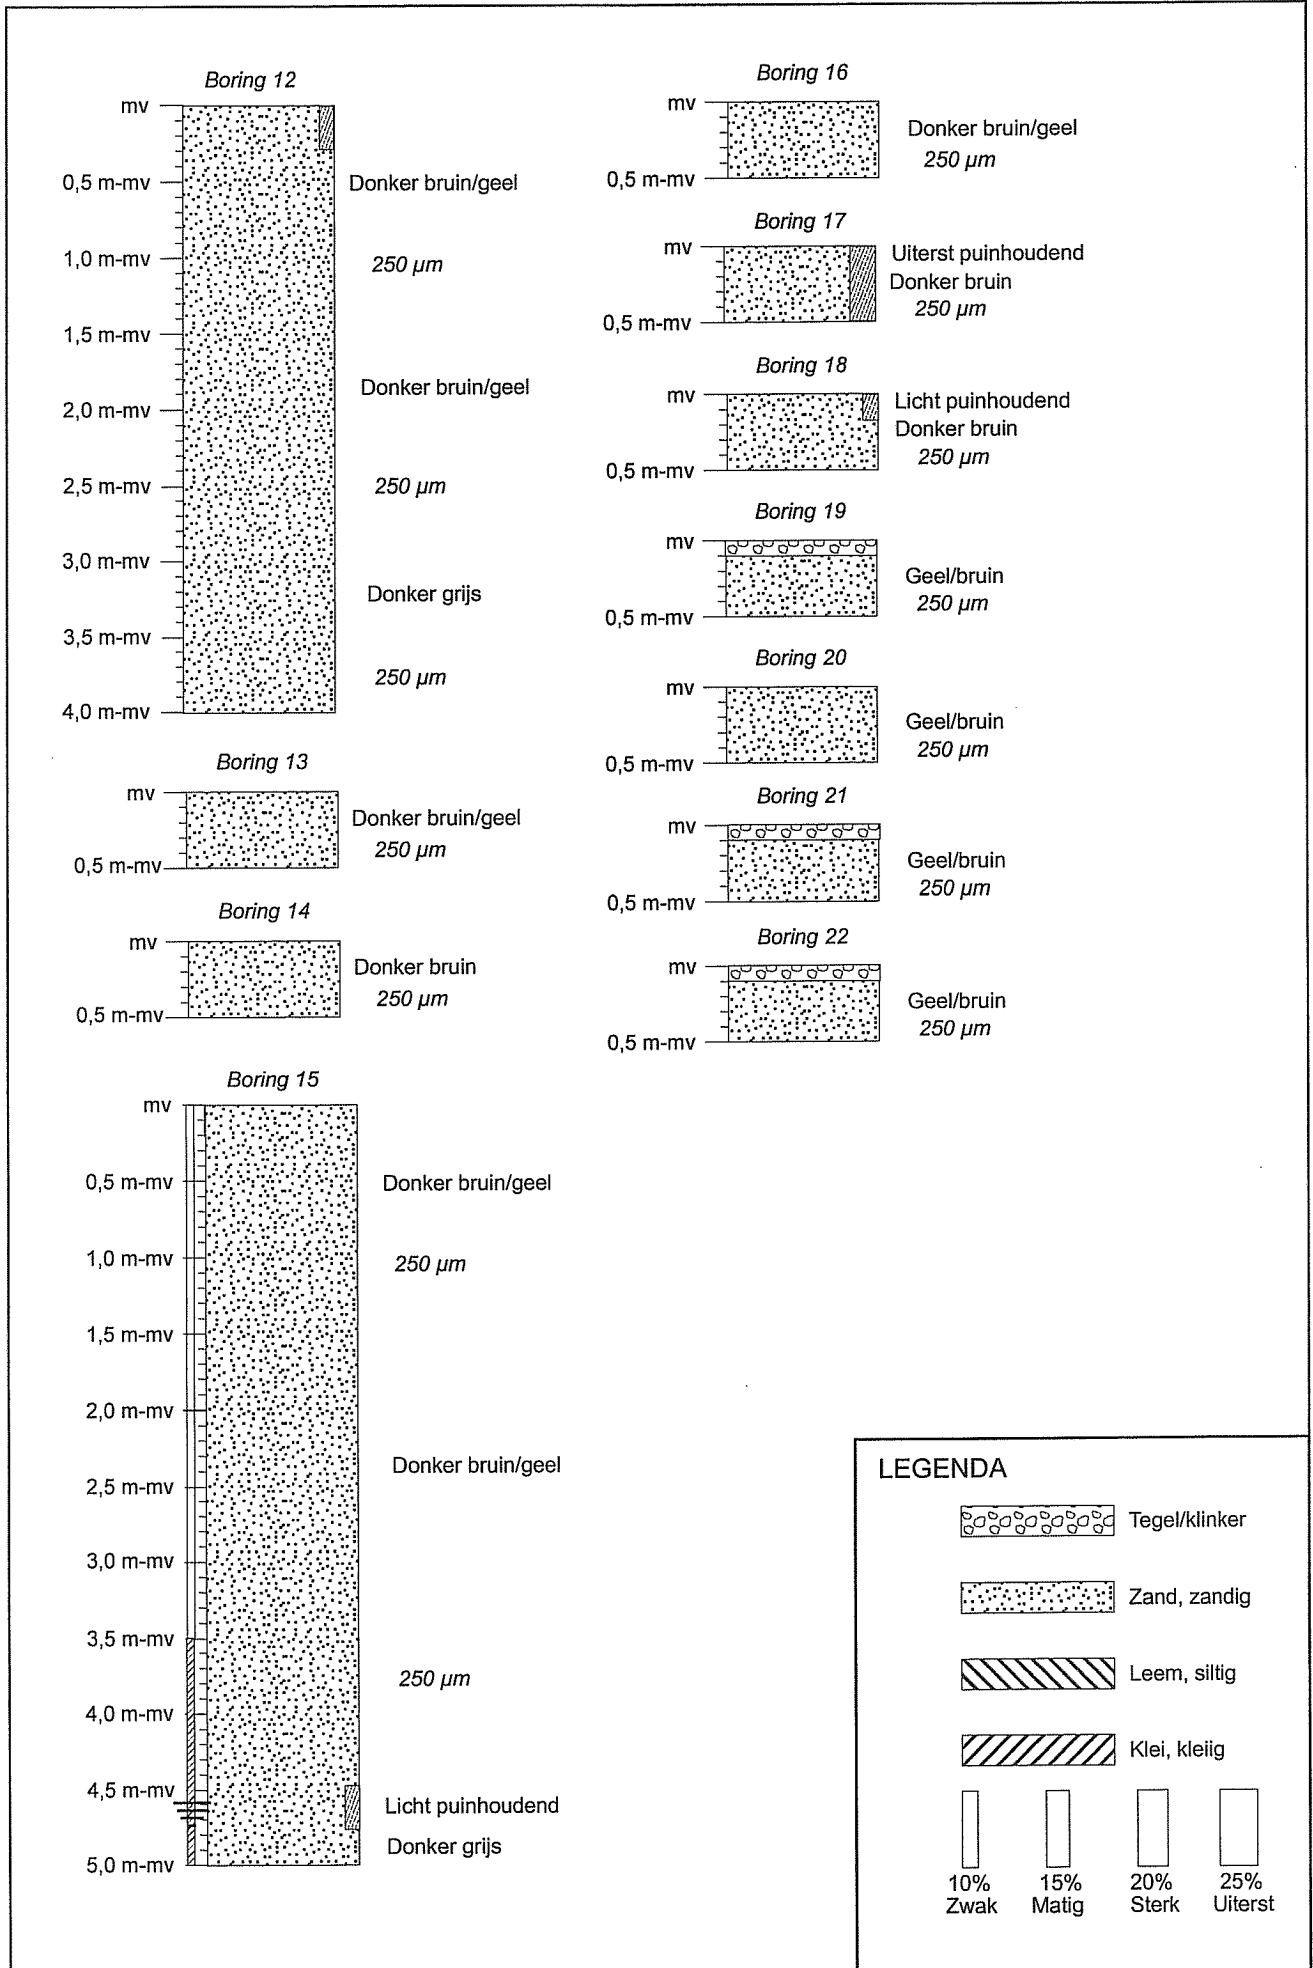 Boring 12
mv
0,5 m-mv
Donker bruin/geel
1,0 m-mv
250 µm
1,5 m-mv
Donker bruin/geel
2,0 m-mv
2,5 m-mv
250 µm
3,0 m-mv
Donker grijs
3,5 m-mv
250 µm
4,0 m-mv
Boring 13
mv
Donker bruin/geel
250 µm
0,5 m-mv
Boring 14
mv
Donker bruin
250 µm
0,5 m-mv
Boring 15
mv
0,5 m-mv
Donker bruin/geel
1,0 m-mv
250 µm
1,5 m-mv
2,0 m-mv
Donker bruin/geel
2,5 m-mv
3,0 m-mv
3,5 m-mv
250 µm
4,0 m-mv
4,5 m-mv
Licht puinhoudend
Donker grijs
5,0 m-mv
Boring 16
mv
Donker bruin/geel
250 µm
0,5 m-mv
Boring 17
mv
Uiterst puinhoudend
Donker bruin
250 µm
0,5 m-mv
Boring 18
mv
Licht puinhoudend
Donker bruin
250 µm
0,5 m-mv
Boring 19
mv
Geel/bruin
250 µm
0,5 m-mv
Boring 20
mv
Geel/bruin
250 µm
0,5 m-mv
Boring 21
mv
Geel/bruin
250 µm
0,5 m-mv
Boring 22
mv
Geel/bruin
250 µm
0,5 m-mv
LEGENDA
Tegel/klinker
Zand, zandig
Leem, siltig
Klei, kleiig
10% 15% 20% 25%
Zwak Matig Sterk Uiterst